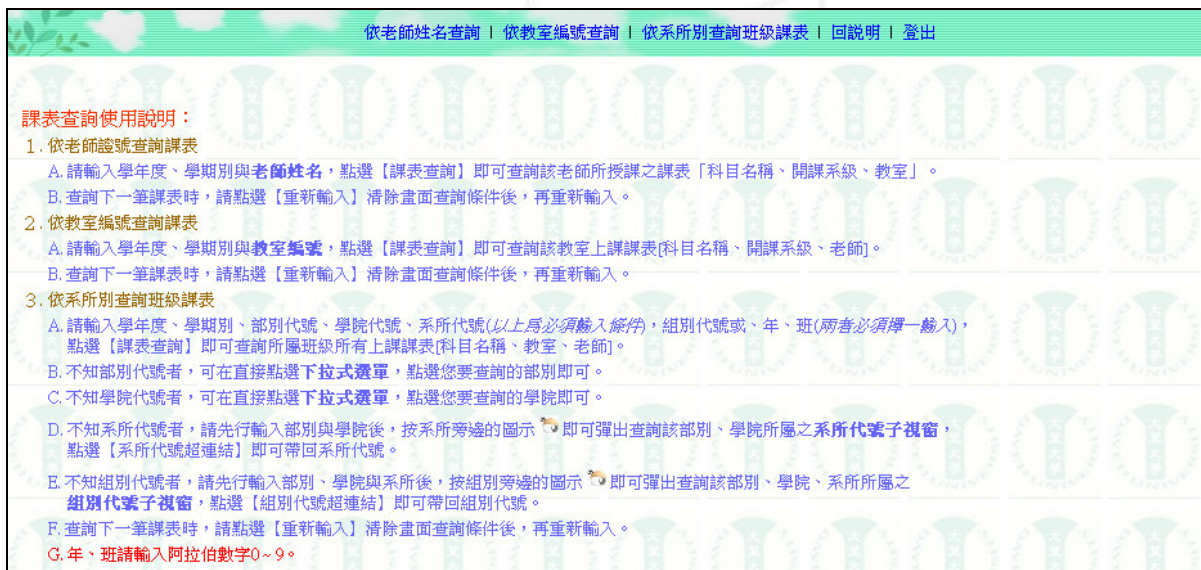 依老師姓名查詢 | 依教室編號查詢 | 依系所別查詢班級課表 | 回說明 | 登出
課表查詢使用說明：
1. 依老師證號查詢課表
A. 請輸入學年度、學期別與老師姓名，點選【課表查詢】即可查詢該老師所授課之課表「科目名稱、開課系級、教室」。
B. 查詢下一筆課表時，請點選【重新輸入】清除畫面查詢條件後，再重新輸入。
2. 依教室編號查詢課表
A. 請輸入學年度、學期別與教室編號，點選【課表查詢】即可查詢該教室上課課表[科目名稱、開課系級、老師]。
B. 查詢下一筆課表時，請點選【重新輸入】清除畫面查詢條件後，再重新輸入。
3. 依系所別查詢班級課表
A. 請輸入學年度、學期別、部別代號、學院代號、系所代號(以上為必須輸入條件)，組別代號或、年、班(兩者必須擇一輸入)，
點選【課表查詢】即可查詢所屬班級所有上課課表[科目名稱、教室、老師]。
B. 不知部別代號者，可在直接點選下拉式選單，點選您要查詢的部別即可。
C. 不知學院代號者，可在直接點選下拉式選單，點選您要查詢的學院即可。
D. 不知系所代號者，請先行輸入部別與學院後，按系所旁邊的圖示 即可彈出查詢該部別、學院所屬之系所代號子視窗，
點選【系所代號超連結】即可帶回系所代號。
E. 不知組別代號者，請先行輸入部別、學院與系所後，按組別旁邊的圖示 即可彈出查詢該部別、學院、系所所屬之
組別代號子視窗，點選【組別代號超連結】即可帶回組別代號。
F. 查詢下一筆課表時，請點選【重新輸入】清除畫面查詢條件後，再重新輸入。
G. 年、班請輸入阿拉伯數字0~9。